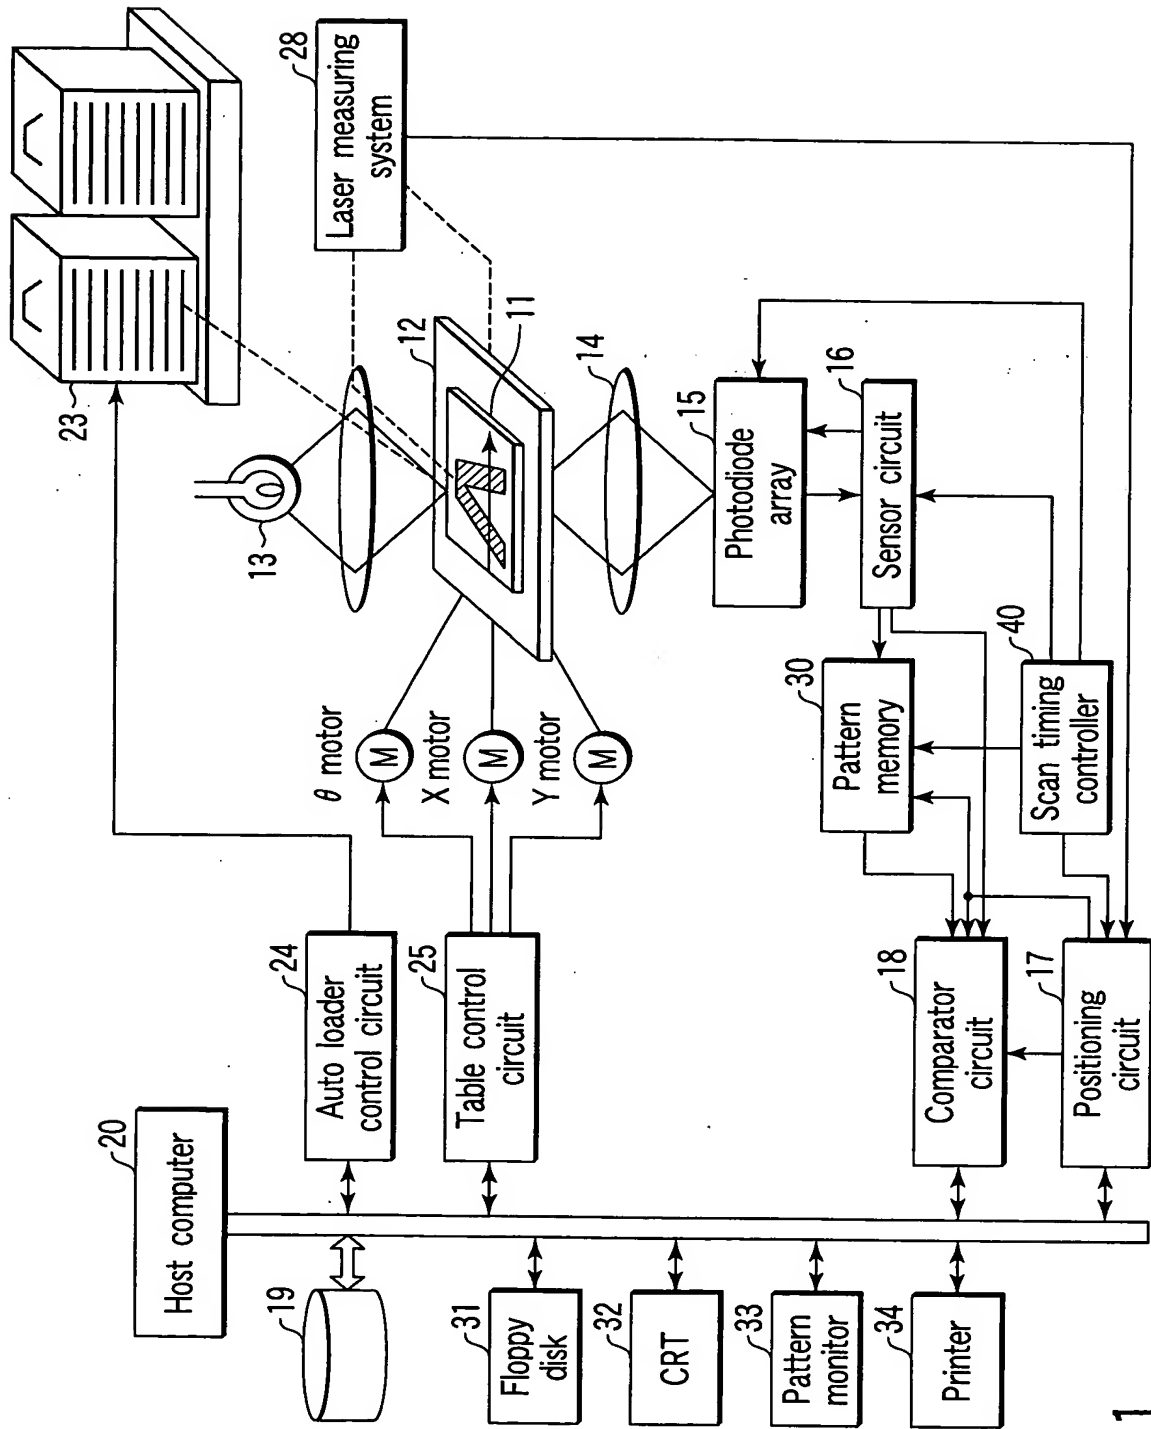 20
Host computer
19
31
Floppy
disk
32
CRT
33
Pattern
monitor
34
Printer
24
Auto loader
control circuit
25
Table control
circuit
18
Comparator
circuit
17
Positioning
circuit
θ motor
M
X motor
M
Y motor
M
30
Pattern
memory
40
Scan timing
controller
23
13
12
11
14
15
Photodiode
array
16
Sensor circuit
28
Laser measuring
system
1